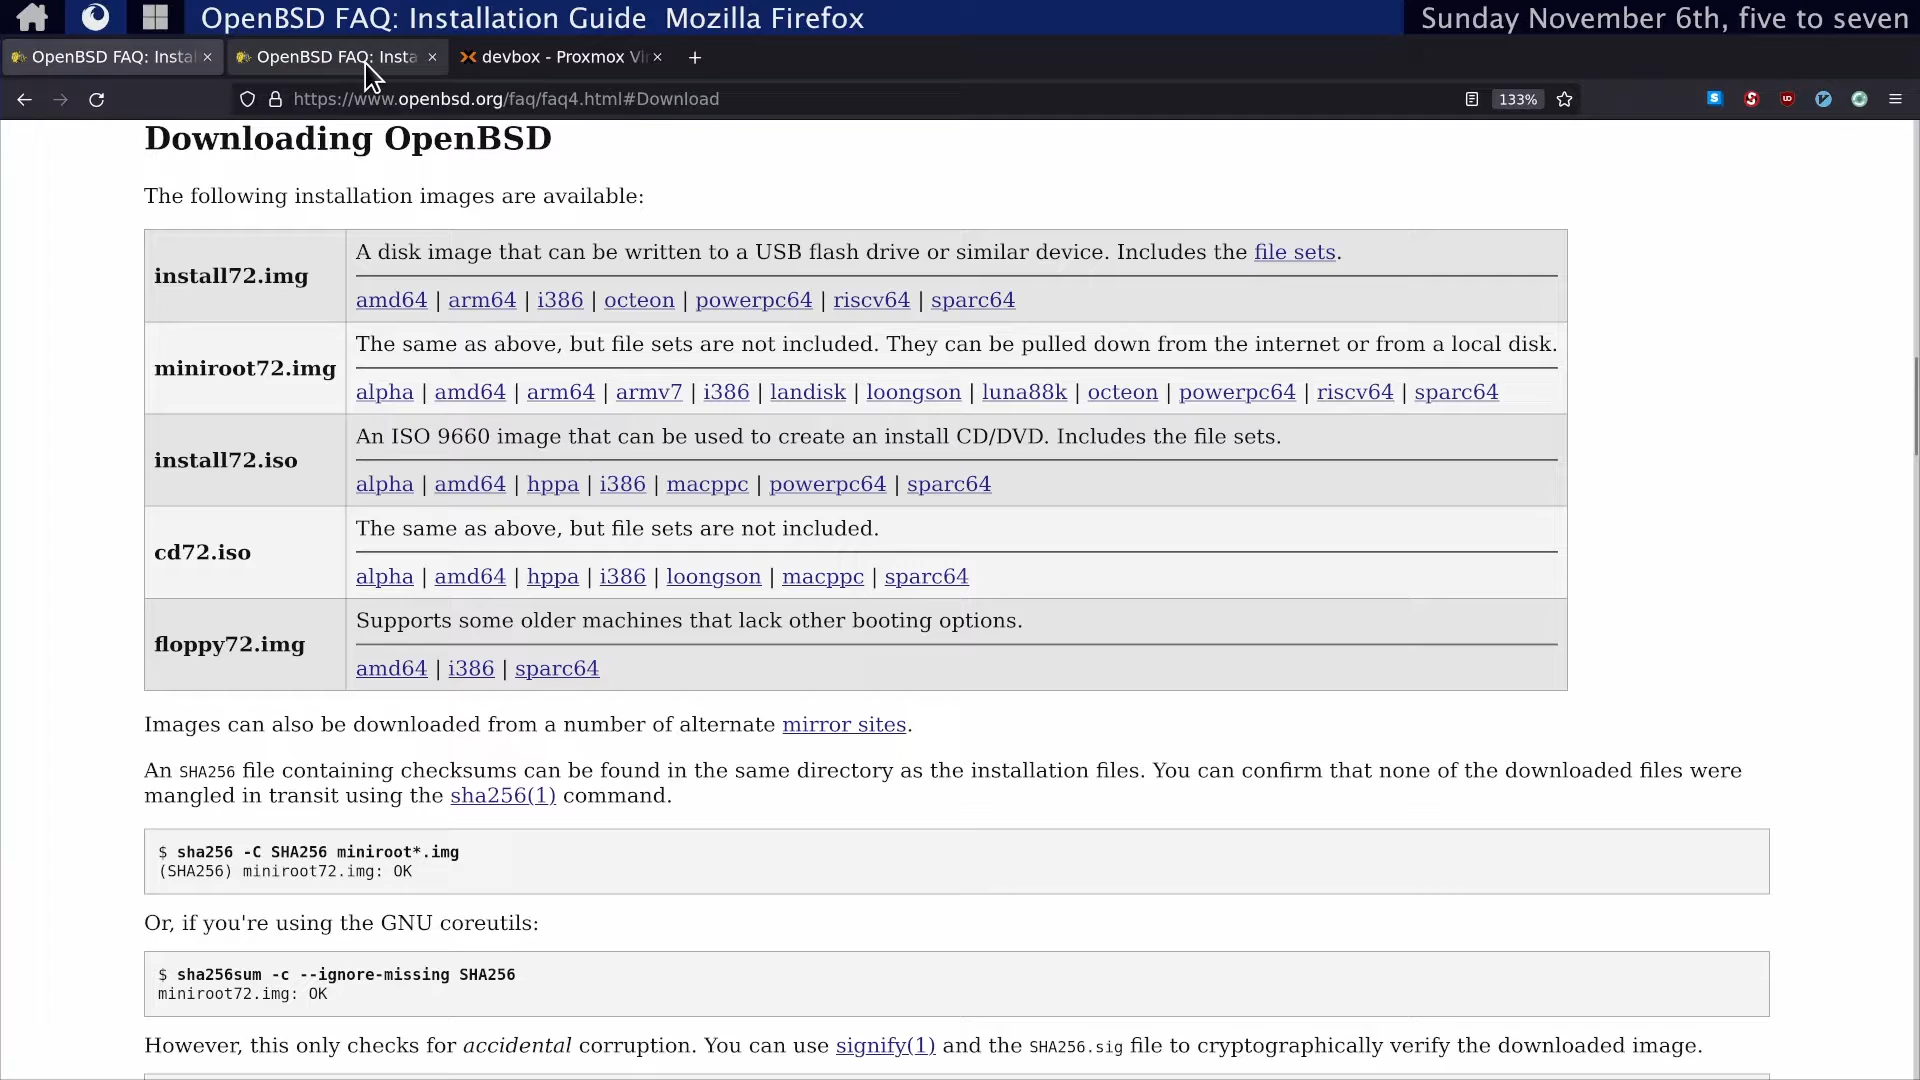 OpenBSD FAQ: Installation Guide  Mozilla Firefox
Sunday November 6th, five to seven
OpenBSD FAQ: Instal
OpenBSD FAQ: Insta
devbox - Proxmox Vi
https://www.openbsd.org/faq/faq4.html#Download
133%
Downloading OpenBSD
The following installation images are available:
install72.img
A disk image that can be written to a USB flash drive or similar device. Includes the file sets.
amd64 | arm64 | i386 | octeon | powerpc64 | riscv64 | sparc64
miniroot72.img
The same as above, but file sets are not included. They can be pulled down from the internet or from a local disk.
alpha | amd64 | arm64 | armv7 | i386 | landisk | loongson | luna88k | octeon | powerpc64 | riscv64 | sparc64
install72.iso
An ISO 9660 image that can be used to create an install CD/DVD. Includes the file sets.
alpha | amd64 | hppa | i386 | macppc | powerpc64 | sparc64
cd72.iso
The same as above, but file sets are not included.
alpha | amd64 | hppa | i386 | loongson | macppc | sparc64
floppy72.img
Supports some older machines that lack other booting options.
amd64 | i386 | sparc64
Images can also be downloaded from a number of alternate mirror sites.
An SHA256 file containing checksums can be found in the same directory as the installation files. You can confirm that none of the downloaded files were
mangled in transit using the sha256(1) command.
$ sha256 -C SHA256 miniroot*.img
(SHA256) miniroot72.img: OK
Or, if you're using the GNU coreutils:
$ sha256sum -c --ignore-missing SHA256
miniroot72.img: OK
However, this only checks for accidental corruption. You can use signify(1) and the SHA256.sig file to cryptographically verify the downloaded image.